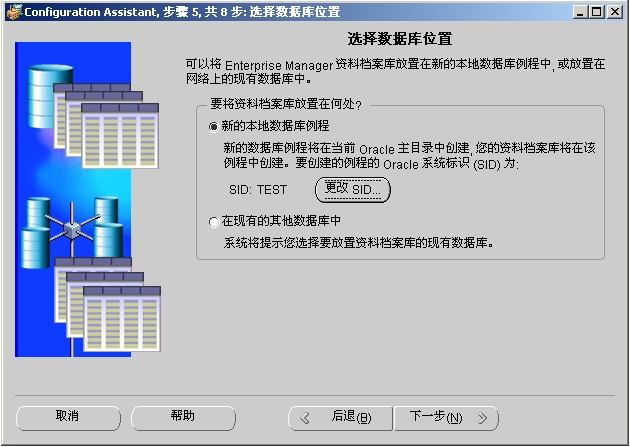 Configuration Assistant, 步骤 5, 共 8 步: 选择数据库位置
选择数据库位置
可以将 Enterprise Manager 资料档案库放置在新的本地数据库例程中, 或放置在
网络上的现有数据库中。
要将资料档案库放置在何处?
新的本地数据库例程
新的数据库例程将在当前 Oracle 主目录中创建, 您的资料档案库将在该
例程中创建。要创建的例程的 Oracle 系统标识 (SID) 为:
SID: TEST 更改 SID...
在现有的其他数据库中
系统将提示您选择要放置资料档案库的现有数据库。
取消 帮助 后退(B) 下一步(N)